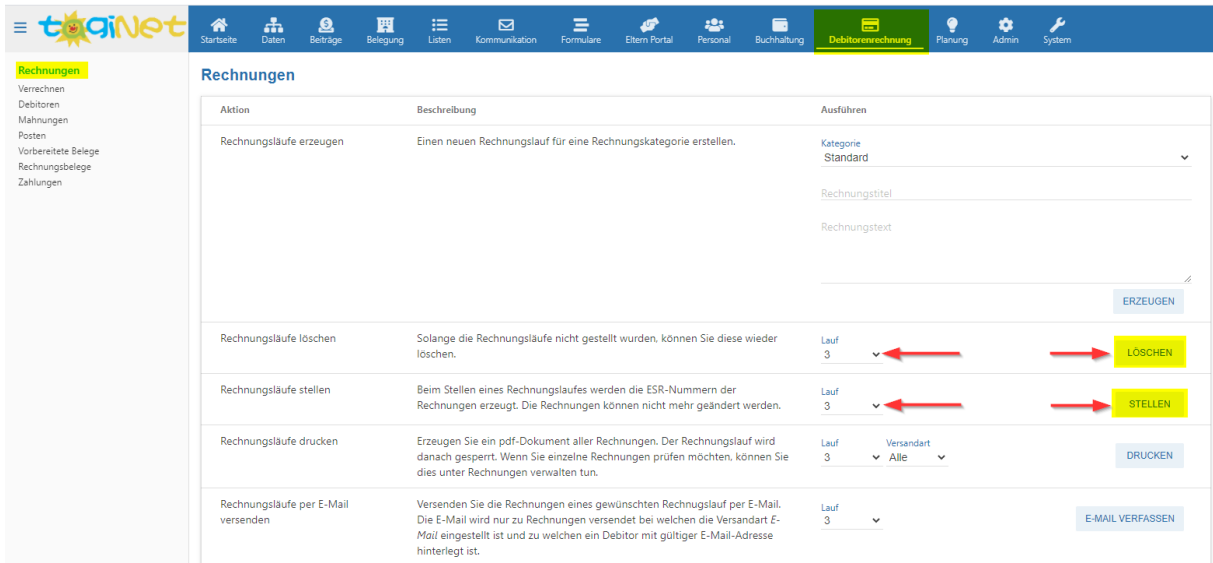 tagiNet
Startseite
Daten
Beiträge
Belegung
Listen
Kommunikation
Formulare
Eltern Portal
Personal
Buchhaltung
Debitorenrechnung
Planung
Admin
System
Rechnungen
Verrechnen
Debitoren
Mahnungen
Posten
Vorbereitete Belege
Rechnungsbelege
Zahlungen
Rechnungen
Aktion
Beschreibung
Ausführen
Rechnungsläufe erzeugen
Einen neuen Rechnungslauf für eine Rechnungskategorie erstellen.
Kategorie
Standard
Rechnungstitel
Rechnungstext
ERZEUGEN
Rechnungsläufe löschen
Solange die Rechnungsläufe nicht gestellt wurden, können Sie diese wieder
löschen.
Lauf
3
LÖSCHEN
Rechnungsläufe stellen
Beim Stellen eines Rechnungslaufes werden die ESR-Nummern der
Rechnungen erzeugt. Die Rechnungen können nicht mehr geändert werden.
Lauf
3
STELLEN
Rechnungsläufe drucken
Erzeugen Sie ein pdf-Dokument aller Rechnungen. Der Rechnungslauf wird
danach gesperrt. Wenn Sie einzelne Rechnungen prüfen möchten, können Sie
dies unter Rechnungen verwalten tun.
Lauf
3
Versandart
Alle
DRUCKEN
Rechnungsläufe per E-Mail
versenden
Versenden Sie die Rechnungen eines gewünschten Rechnugslauf per E-Mail.
Die E-Mail wird nur zu Rechnungen versendet bei welchen die Versandart E-
Mail eingestellt ist und zu welchen ein Debitor mit gültiger E-Mail-Adresse
hinterlegt ist.
Lauf
3
E-MAIL VERFASSEN